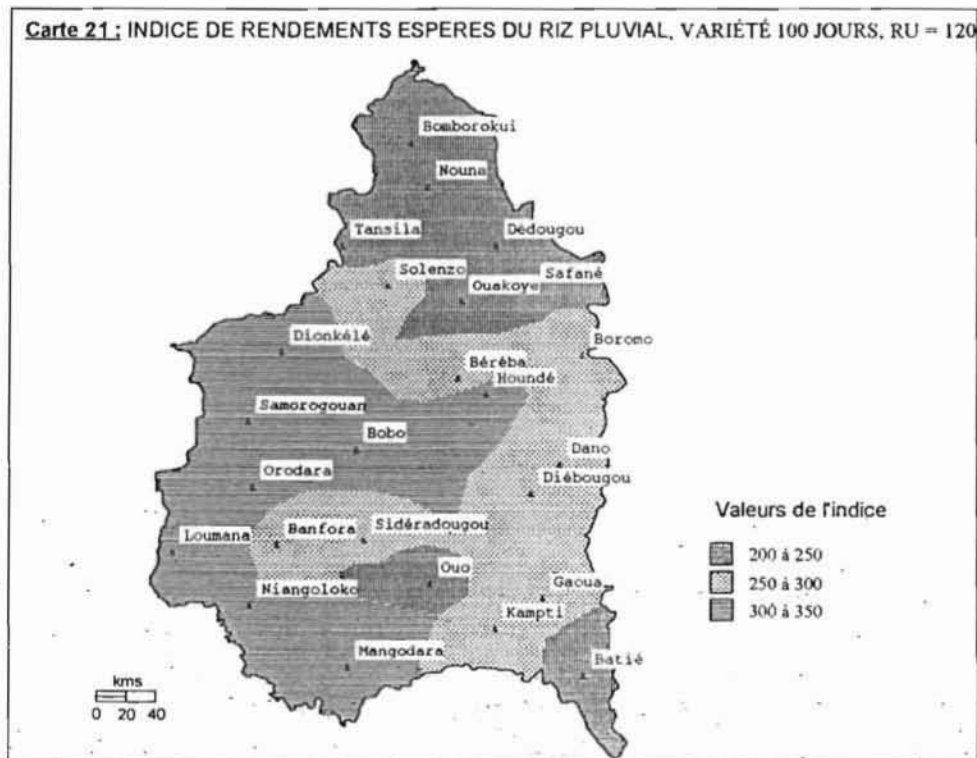 Carte 21 : INDICE DE RENDEMENTS ESPERES DU RIZ PLUVIAL, VARIÉTÉ 100 JOURS, RU = 120
Bomborokui
Nouna
Tansila
Dédougou
Solenzo
Safané
Ouakoye
Dionkélé
Boromo
Béréba
Houndé
Samorogouan
Bobo
Dano
Orodara
Diébougou
Valeurs de l'indice
Loumana
Banfora
Sidéradougou
200 à 250
Ouo
250 à 300
Niangoloko
Gaoua
300 à 350
Kampti
Mangodara
Batié
kms
0 20 40